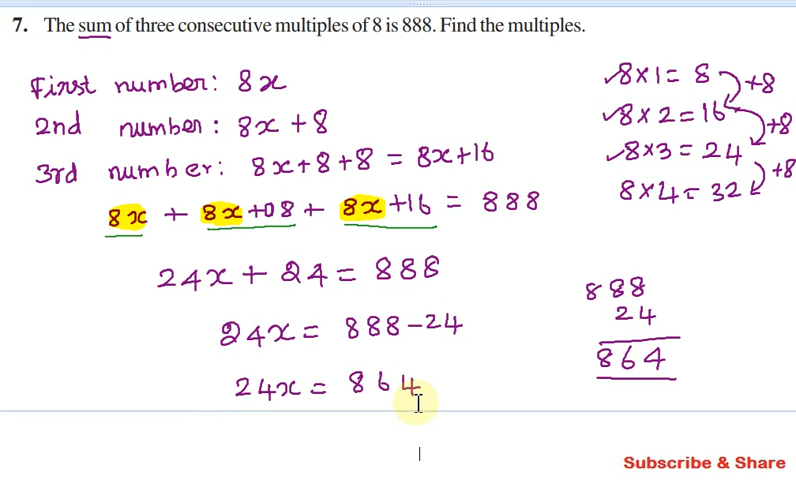 7. The sum of three consecutive multiples of 8 is 888. Find the multiples.
First number: 8x
2nd number: 8x + 8
3rd number: 8x + 8 + 8 = 8x + 16
8x + 8x + 08 + 8x + 16 = 888
24x + 24 = 888
24x = 888 - 24
24x = 864
✓8 x 1 = 8 +8
✓8 x 2 = 16 +8
✓8 x 3 = 24 +8
8 x 4 = 32
888
24
864
Subscribe & Share